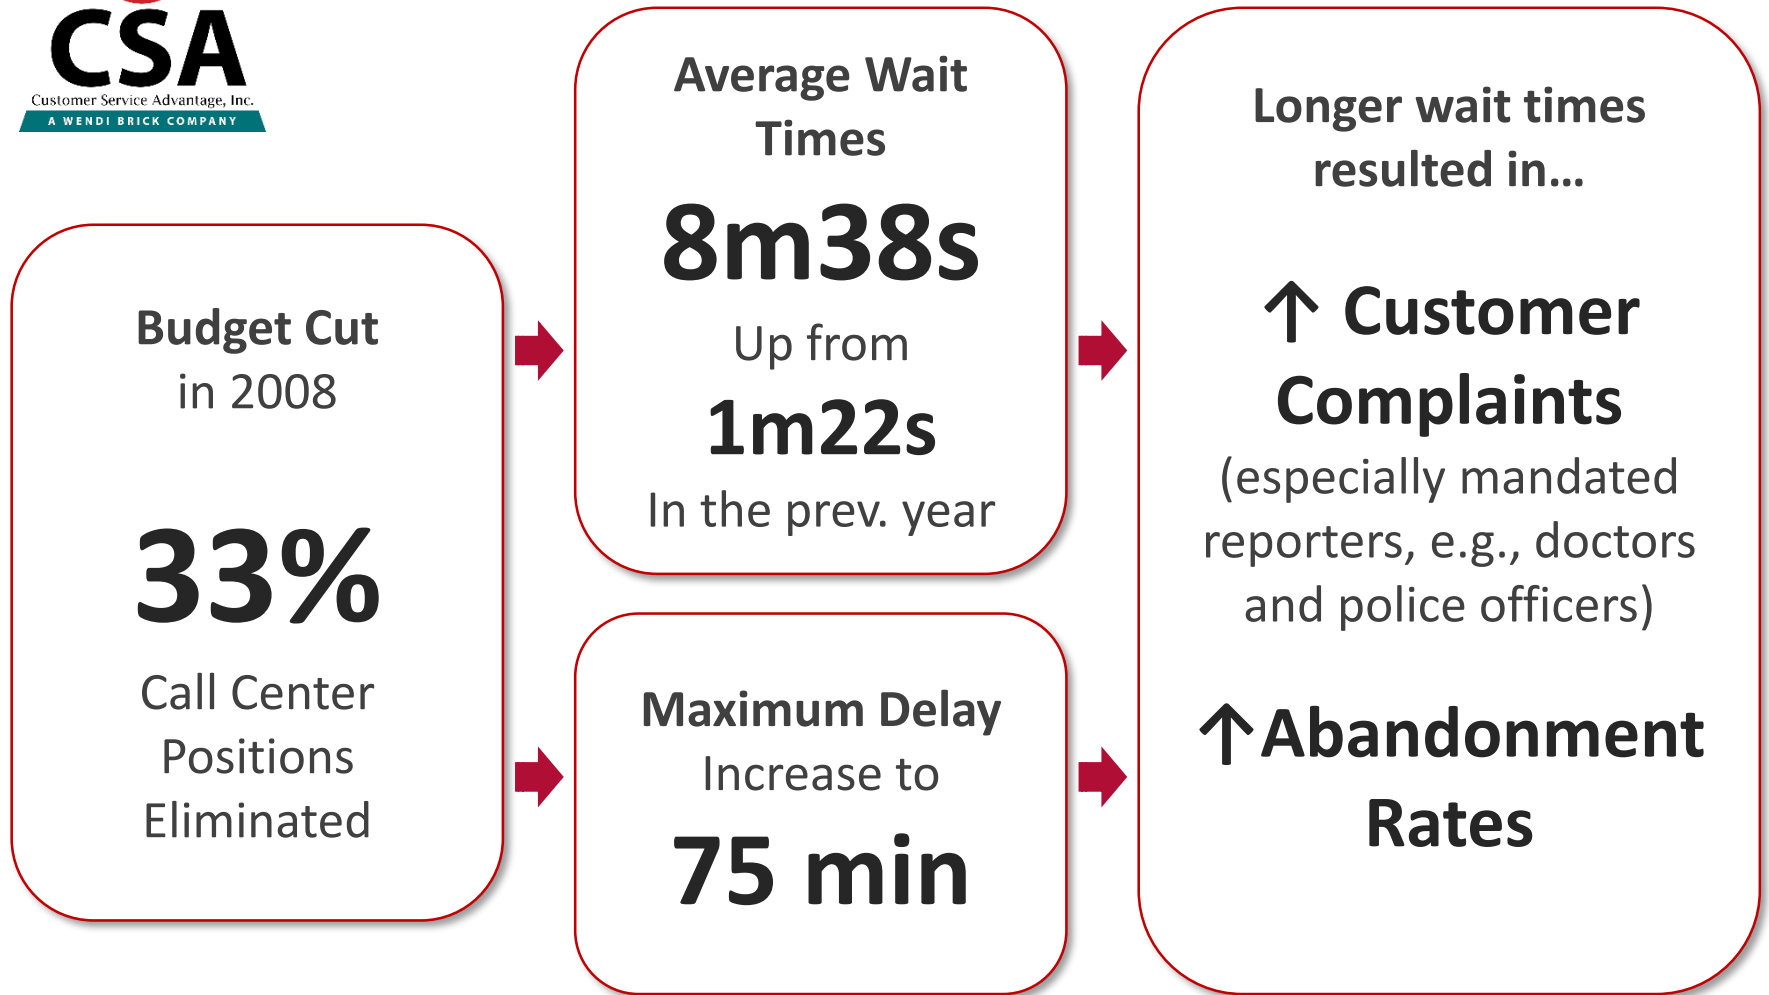 CSA
Customer Service Advantage, Inc.
A WENDI BRICK COMPANY
Budget Cut
in 2008
33%
Call Center
Positions
Eliminated
Average Wait
Times
8m38s
Up from
1m22s
In the prev. year
Maximum Delay
Increase to
75 min
Longer wait times
resulted in…
↑ Customer
Complaints
(especially mandated
reporters, e.g., doctors
and police officers)
↑Abandonment
Rates